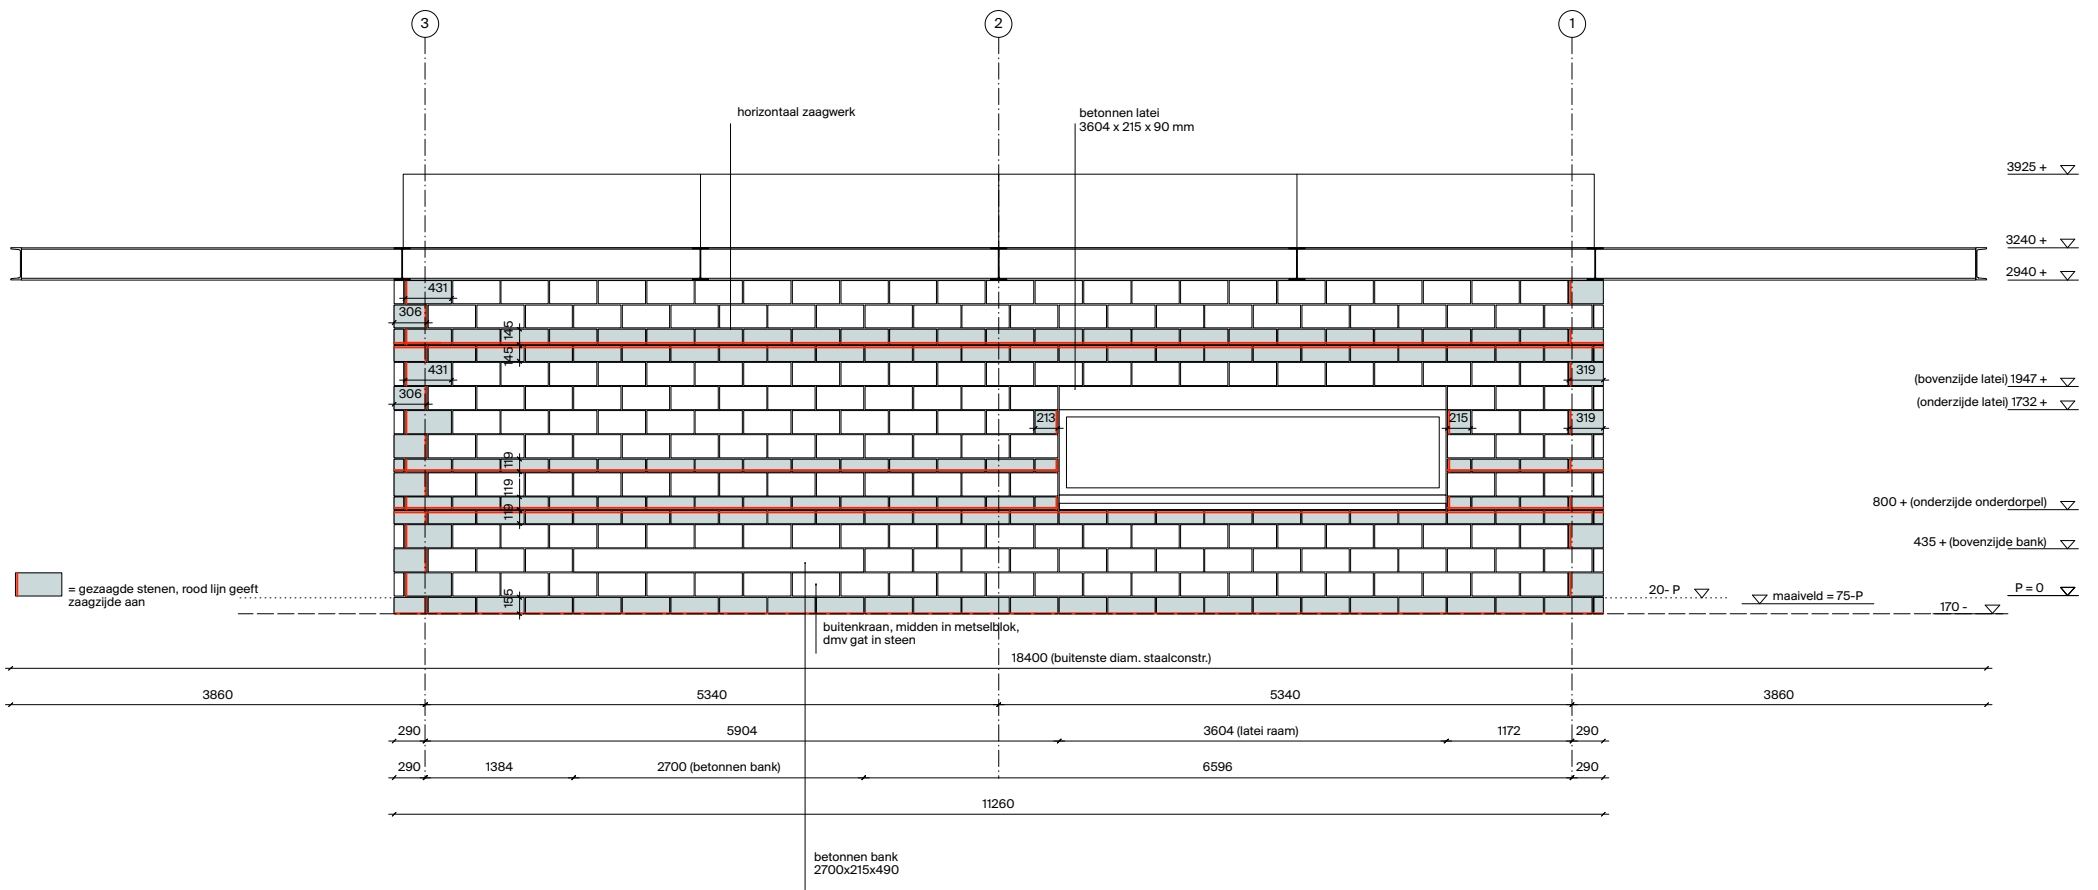 3
2
1
horizontaal zaagwerk
betonnen latei
3604 x 215 x 90 mm
3925 +
3240 +
2940 +
431
306
145
145
431
319
306
(bovenzijde latei) 1947 +
(onderzijde latei) 1732 +
213
215
319
119
119
119
800 + (onderzijde onderdorpel)
435 + (bovenzijde bank)
= gezaagde stenen, rood lijn geeft
zaagzijde aan
155
20- P
maaiveld = 75-P
P = 0
170 -
buitenkraan, midden in metselblok,
dmv gat in steen
18400 (buitenste diam. staalconstr.)
3860
5340
5340
3860
290
5904
3604 (latei raam)
1172
290
290
1384
2700 (betonnen bank)
6596
290
11260
betonnen bank
2700x215x490